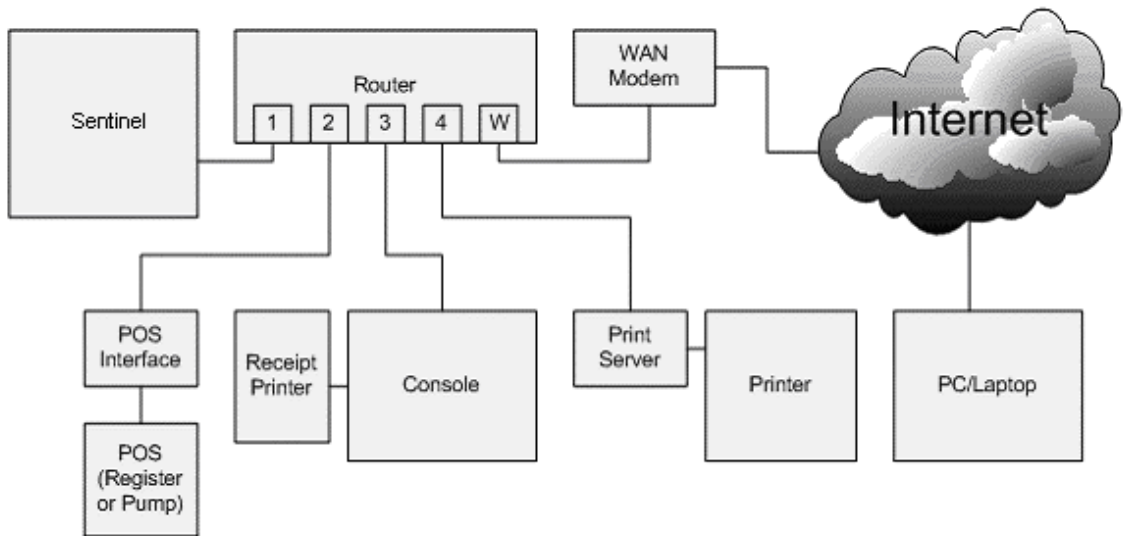 Sentinel
Router
1 2 3 4 W
WAN
Modem
Internet
POS
Interface
Receipt
Printer
Console
Print
Server
Printer
PC/Laptop
POS
(Register
or Pump)